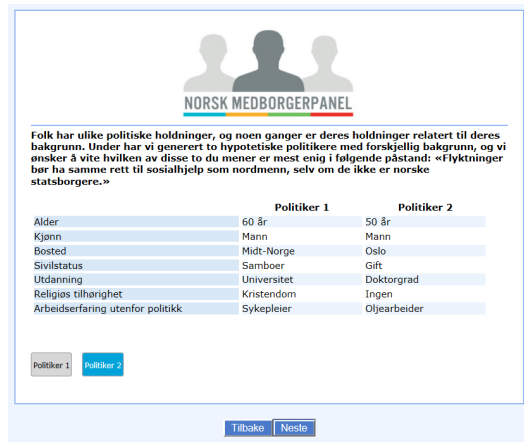 NORSK MEDBORGERPANEL
Folk har ulike politiske holdninger, og noen ganger er deres holdninger relatert til deres
bakgrunn. Under har vi generert to hypotetiske politikere med forskjellig bakgrunn, og vi
ønsker å vite hvilken av disse to du mener er mest enig i følgende påstand: «Flyktninger
bør ha samme rett til sosialhjelp som nordmenn, selv om de ikke er norske
statsborgere.»
Politiker 1 Politiker 2
Alder 60 år 50 år
Kjønn Mann Mann
Bosted Midt-Norge Oslo
Sivilstatus Samboer Gift
Utdanning Universitet Doktorgrad
Religiøs tilhørighet Kristendom Ingen
Arbeidserfaring utenfor politikk Sykepleier Oljearbeider
Politiker 1 Politiker 2
Tilbake Neste